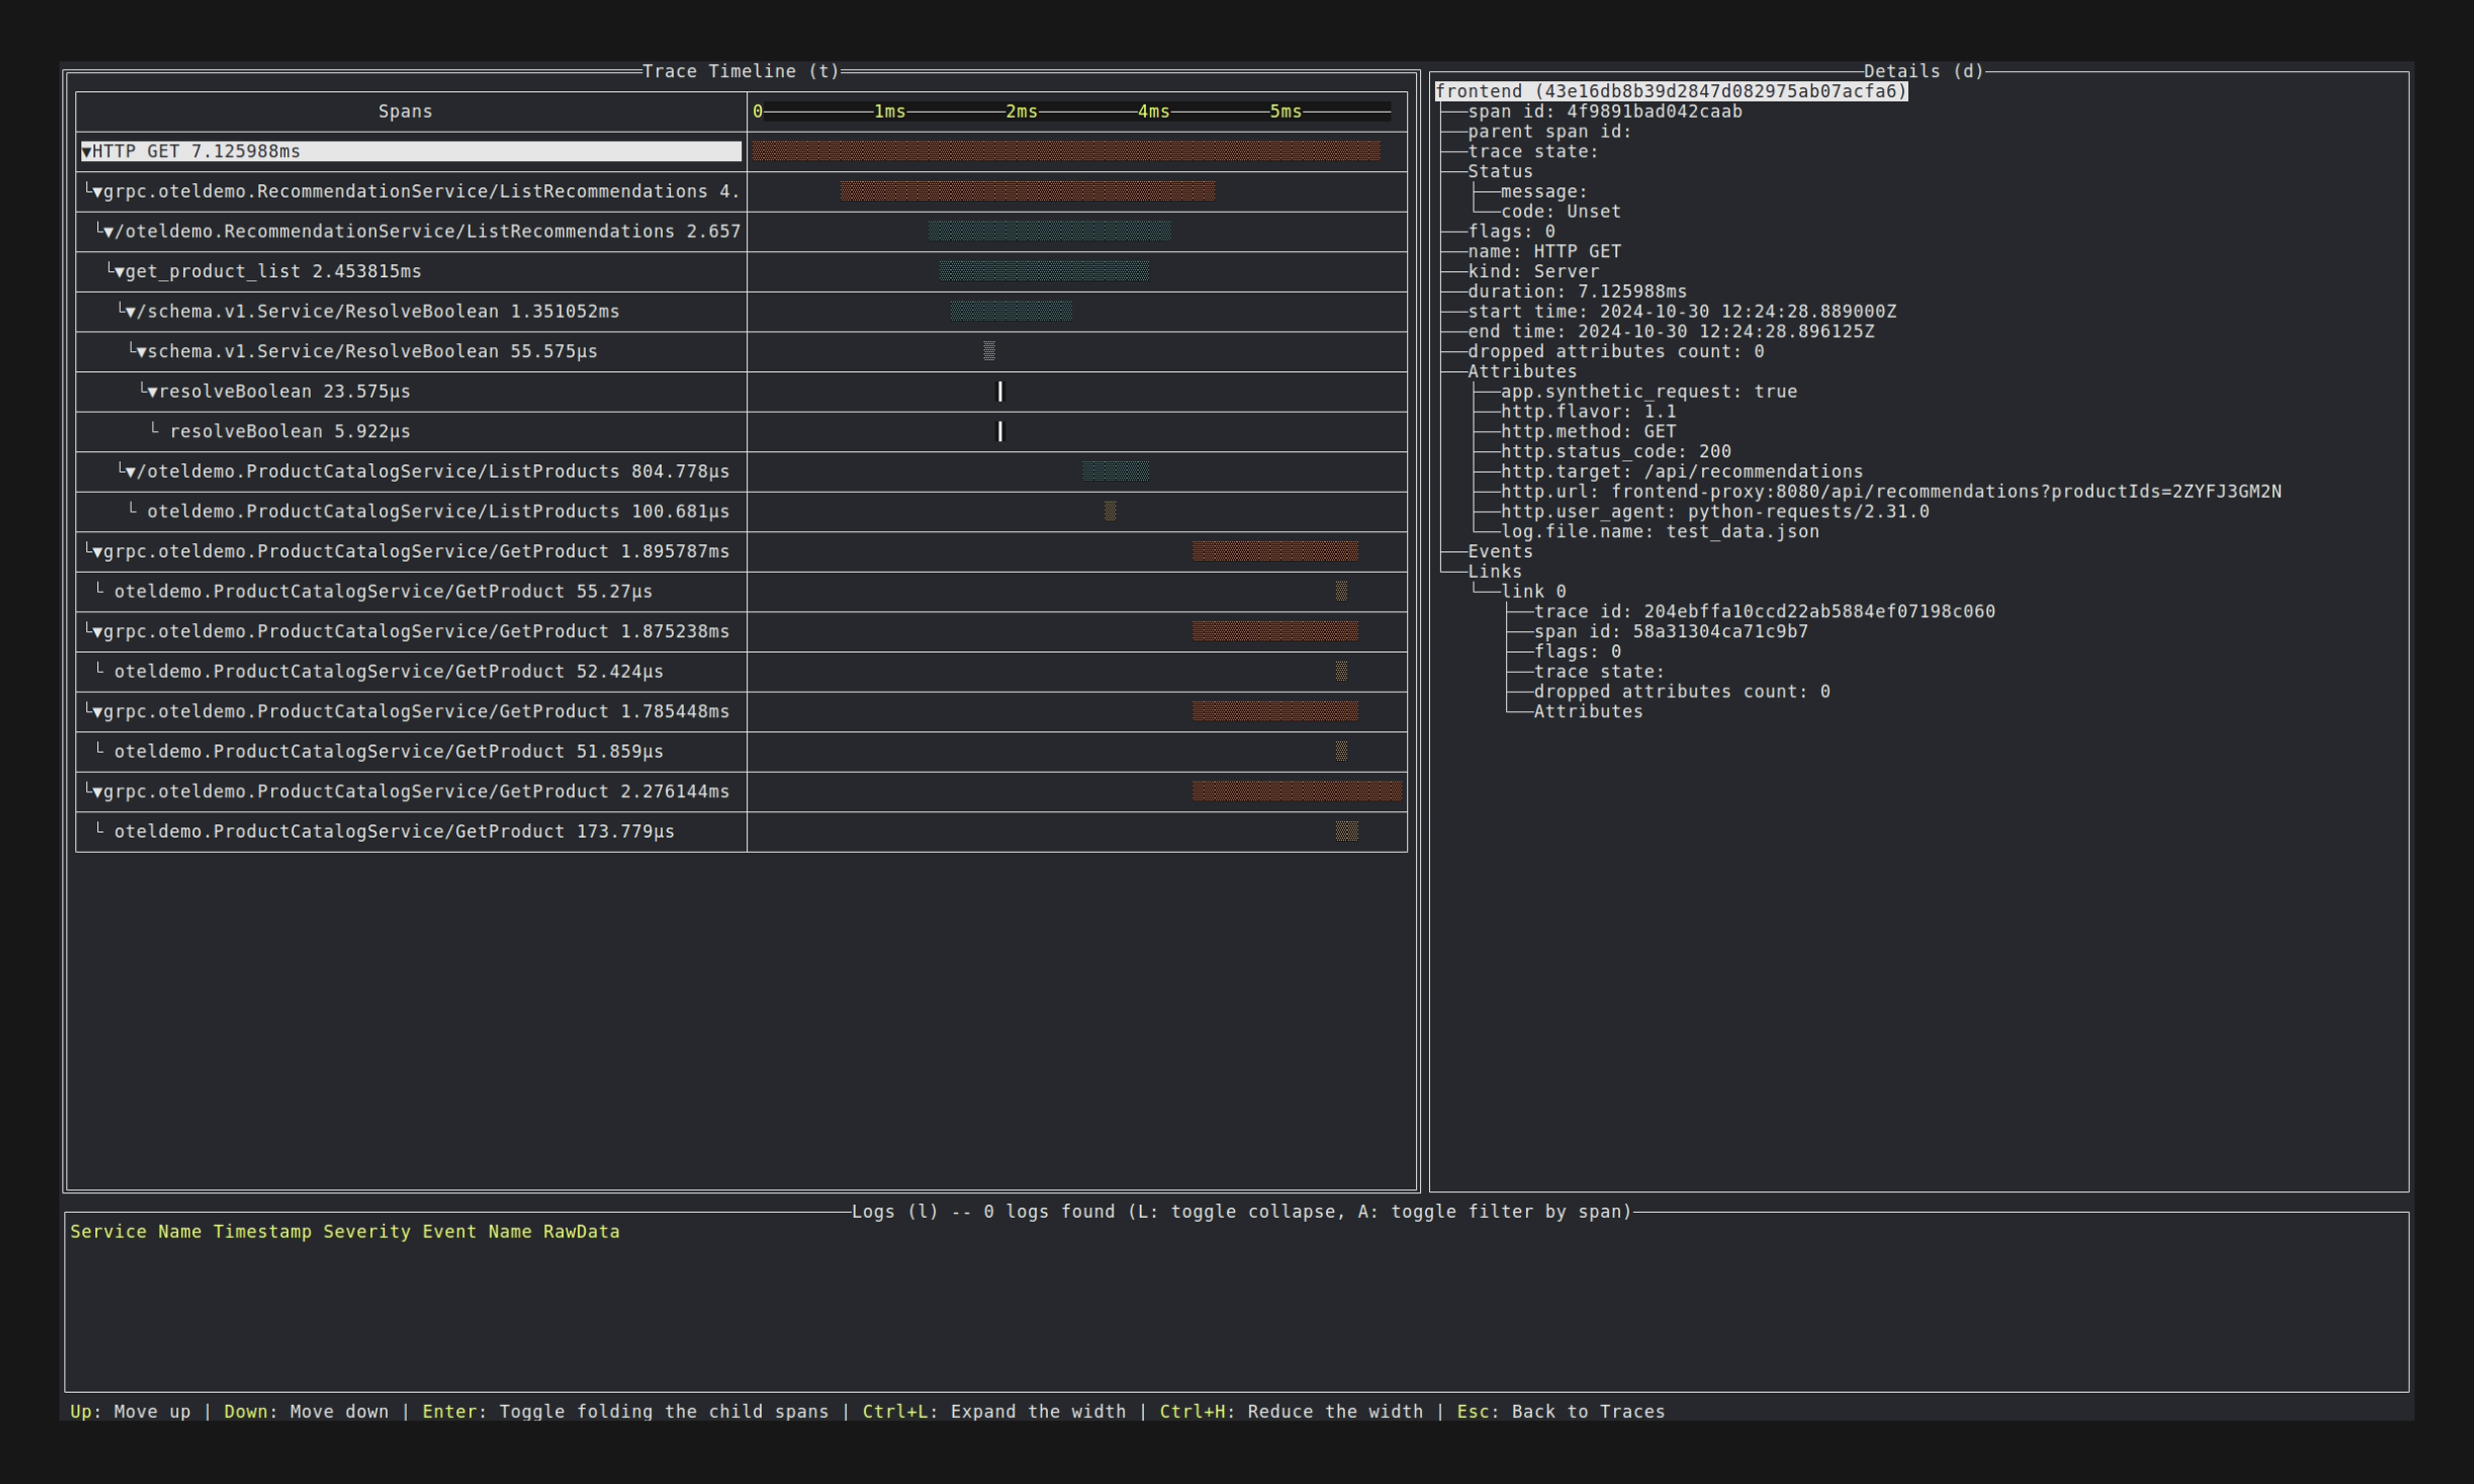 Trace Timeline (t)
Spans
0 1ms 2ms 4ms 5ms
▼HTTP GET 7.125988ms
└▼grpc.oteldemo.RecommendationService/ListRecommendations 4.
└▼/oteldemo.RecommendationService/ListRecommendations 2.657
└▼get_product_list 2.453815ms
└▼/schema.v1.Service/ResolveBoolean 1.351052ms
└▼schema.v1.Service/ResolveBoolean 55.575µs
└▼resolveBoolean 23.575µs
└ resolveBoolean 5.922µs
└▼/oteldemo.ProductCatalogService/ListProducts 804.778µs
└ oteldemo.ProductCatalogService/ListProducts 100.681µs
└▼grpc.oteldemo.ProductCatalogService/GetProduct 1.895787ms
└ oteldemo.ProductCatalogService/GetProduct 55.27µs
└▼grpc.oteldemo.ProductCatalogService/GetProduct 1.875238ms
└ oteldemo.ProductCatalogService/GetProduct 52.424µs
└▼grpc.oteldemo.ProductCatalogService/GetProduct 1.785448ms
└ oteldemo.ProductCatalogService/GetProduct 51.859µs
└▼grpc.oteldemo.ProductCatalogService/GetProduct 2.276144ms
└ oteldemo.ProductCatalogService/GetProduct 173.779µs
Details (d)
frontend (43e16db8b39d2847d082975ab07acfa6)
span id: 4f9891bad042caab
parent span id:
trace state:
Status
message:
code: Unset
flags: 0
name: HTTP GET
kind: Server
duration: 7.125988ms
start time: 2024-10-30 12:24:28.889000Z
end time: 2024-10-30 12:24:28.896125Z
dropped attributes count: 0
Attributes
app.synthetic_request: true
http.flavor: 1.1
http.method: GET
http.status_code: 200
http.target: /api/recommendations
http.url: frontend-proxy:8080/api/recommendations?productIds=2ZYFJ3GM2N
http.user_agent: python-requests/2.31.0
log.file.name: test_data.json
Events
Links
link 0
trace id: 204ebffa10ccd22ab5884ef07198c060
span id: 58a31304ca71c9b7
flags: 0
trace state:
dropped attributes count: 0
Attributes
Logs (l) -- 0 logs found (L: toggle collapse, A: toggle filter by span)
Service Name Timestamp Severity Event Name RawData
Up: Move up | Down: Move down | Enter: Toggle folding the child spans | Ctrl+L: Expand the width | Ctrl+H: Reduce the width | Esc: Back to Traces